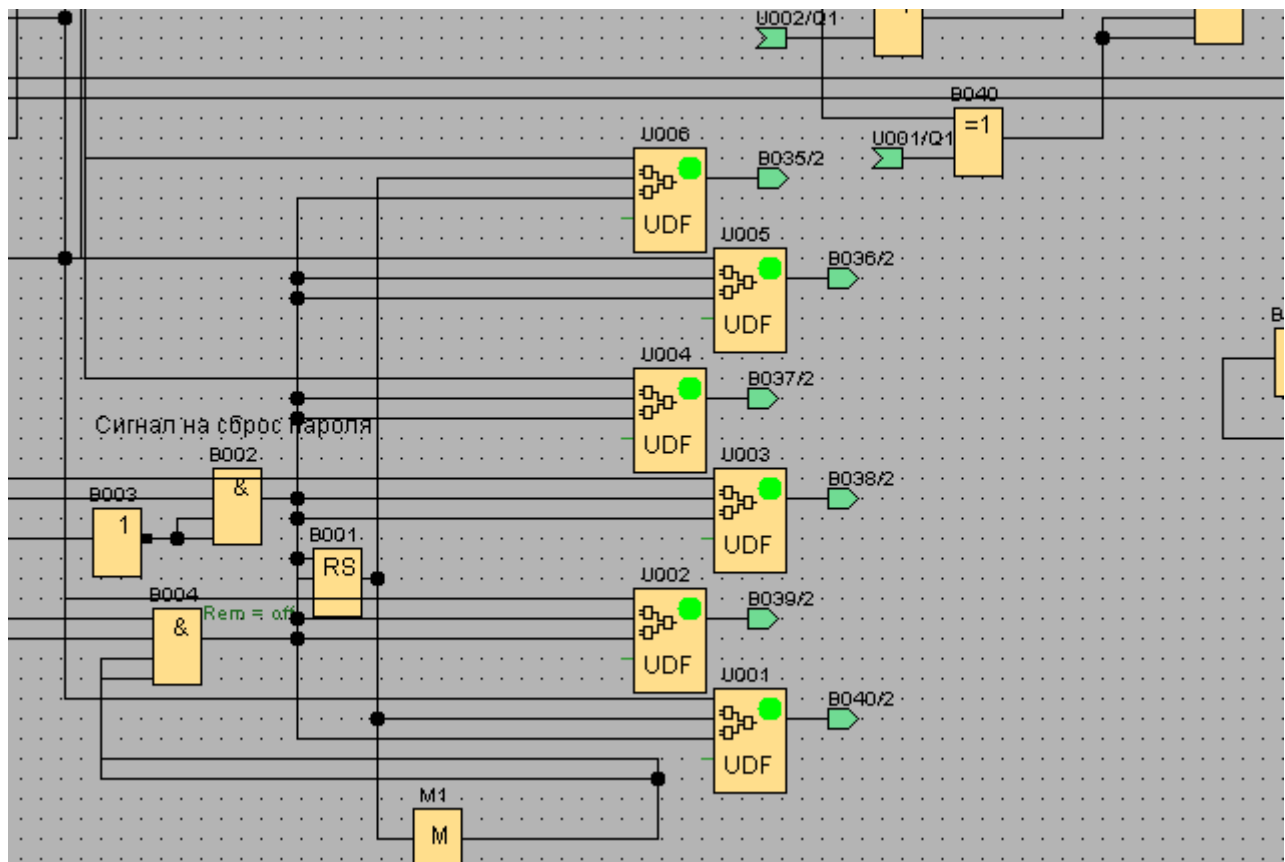 U002/Q1
B040
=1
U001/Q1
U006
B035/2
UDF
U005
B036/2
UDF
U004
B037/2
UDF
Сигнал на сброс пароля
B002
&
U003
B038/2
UDF
B003
1
B001
RS
U002
B039/2
UDF
B004
&
Rem = off
U001
B040/2
UDF
M1
M